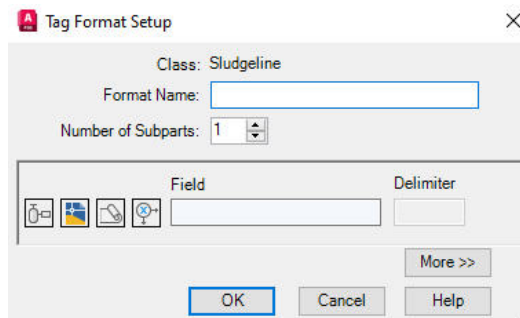 Tag Format Setup
Class: Sludgeline
Format Name:
Number of Subparts: 1
Field Delimiter
More >>
OK Cancel Help